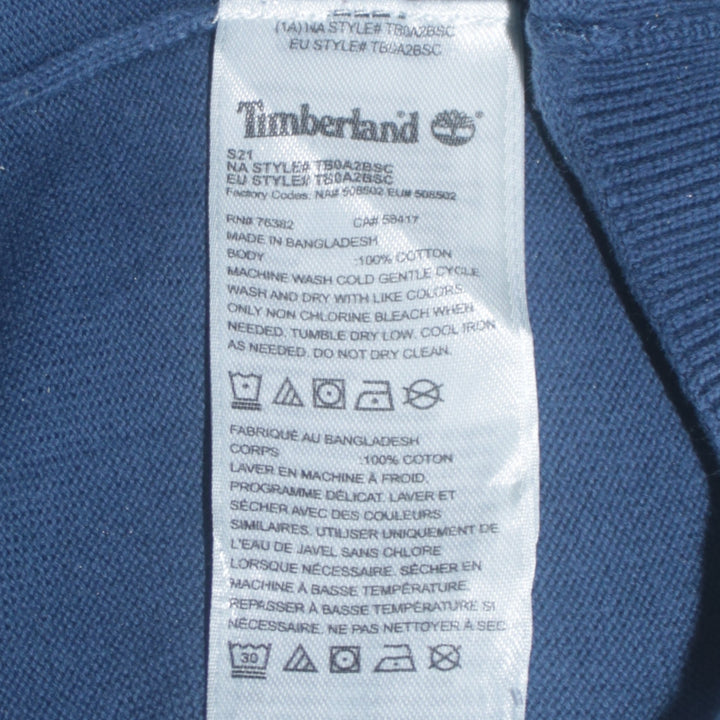 (1A)NA STYLE# TB0A2BSC
EU STYLE# TB0A2BSC
Timberland
S21
NA STYLE# TB0A2BSC
EU STYLE# TB0A2BSC
Factory Codes: NA# 508502 EU# 508502
RN# 76382 CA# 58417
MADE IN BANGLADESH
BODY :100% COTTON
MACHINE WASH COLD GENTLE CYCLE
WASH AND DRY WITH LIKE COLORS.
ONLY NON CHLORINE BLEACH WHEN
NEEDED. TUMBLE DRY LOW. COOL IRON
AS NEEDED. DO NOT DRY CLEAN.
FABRIQUÉ AU BANGLADESH
CORPS :100% COTON
LAVER EN MACHINE À FROID.
PROGRAMME DÉLICAT. LAVER ET
SÉCHER AVEC DES COULEURS
SIMILAIRES. UTILISER UNIQUEMENT DE
L'EAU DE JAVEL SANS CHLORE
LORSQUE NÉCESSAIRE. SÉCHER EN
MACHINE À BASSE TEMPÉRATURE.
REPASSER À BASSE TEMPÉRATURE SI
NÉCESSAIRE. NE PAS NETTOYER À SEC
30